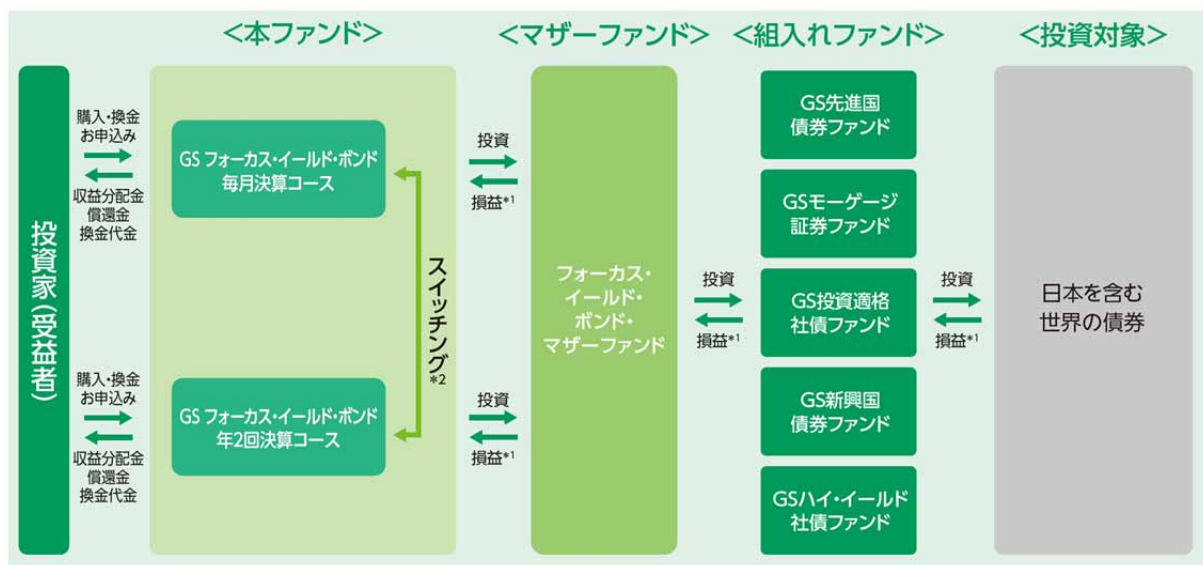 <本ファンド>
<マザーファンド>
<組入れファンド>
<投資対象>
投資家(受益者)
購入・換金
お申込み
収益分配金
償還金
換金代金
購入・換金
お申込み
収益分配金
償還金
換金代金
GS フォーカス・イールド・ボンド
毎月決算コース
スイッチング*2
GS フォーカス・イールド・ボンド
年2回決算コース
投資
損益*1
投資
損益*1
フォーカス・
イールド・
ボンド・
マザーファンド
投資
損益*1
GS先進国
債券ファンド
GSモーゲージ
証券ファンド
GS投資適格
社債ファンド
GS新興国
債券ファンド
GSハイ・イールド
社債ファンド
投資
損益*1
日本を含む
世界の債券